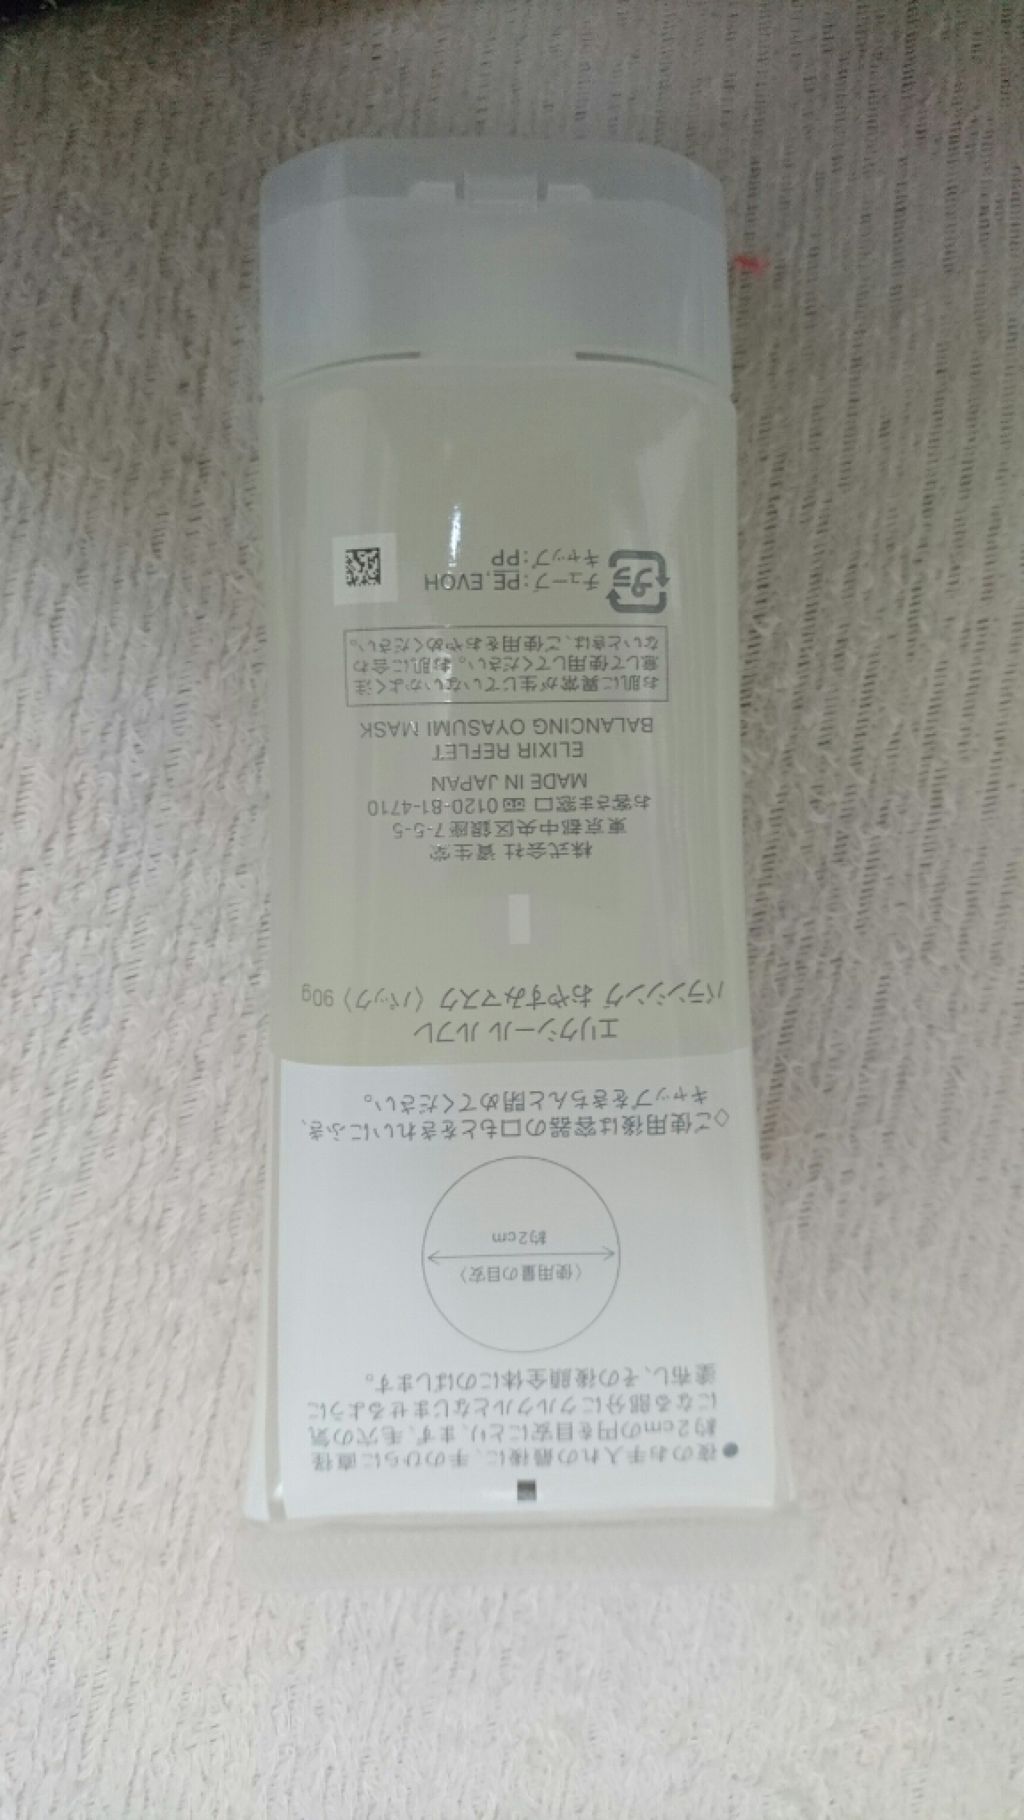 ●夜のお手入れの最後に、手のひらに直径
約2cmの円を目安にとり、まず、毛穴の気
になる部分にクルクルとなじませるように
塗布し、その後顔全体にのばします。
〈使用量の目安〉
約2cm
◇ご使用後は容器の口もとをきれいにふき、
キャップをきちんと閉めてください。
エリクシール ルフレ
バランシング おやすみマスク 〈パック〉 90g
株式会社 資生堂
東京都中央区銀座7-5-5
お客さま窓口 0120-81-4710
MADE IN JAPAN
ELIXIR REFLET
BALANCING OYASUMI MASK
お肌に異常が生じていないかよく注
意して使用してください。お肌に合わ
ないときは、ご使用をおやめください。
プラ
チューブ：PE, EVOH
キャップ：PP